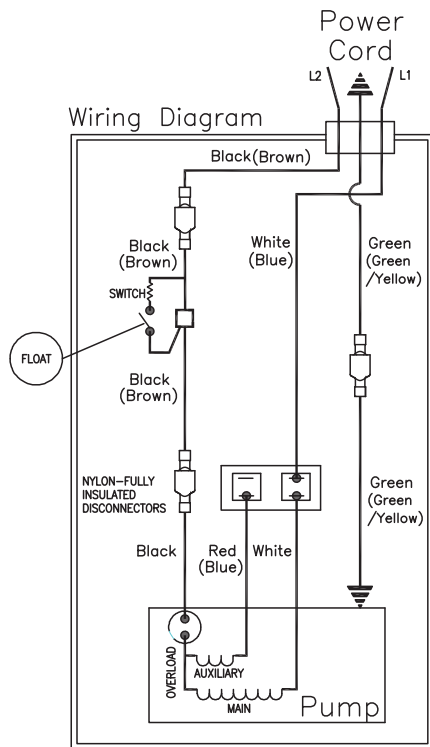 Power
Cord
L2
L1
Wiring Diagram
Black(Brown)
Black
(Brown)
White
(Blue)
Green
(Green
/Yellow)
SWITCH
FLOAT
Black
(Brown)
NYLON-FULLY
INSULATED
DISCONNECTORS
Green
(Green
/Yellow)
Black
Red
(Blue)
White
OVERLOAD
AUXILIARY
MAIN
Pump